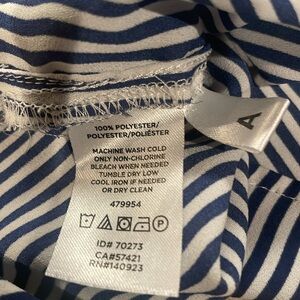 100% POLYESTER/
POLYESTER/POLIÉSTER
MACHINE WASH COLD
ONLY NON-CHLORINE
BLEACH WHEN NEEDED
TUMBLE DRY LOW
COOL IRON IF NEEDED
OR DRY CLEAN
479954
ID# 70273
CA#57421
RN#140923
A